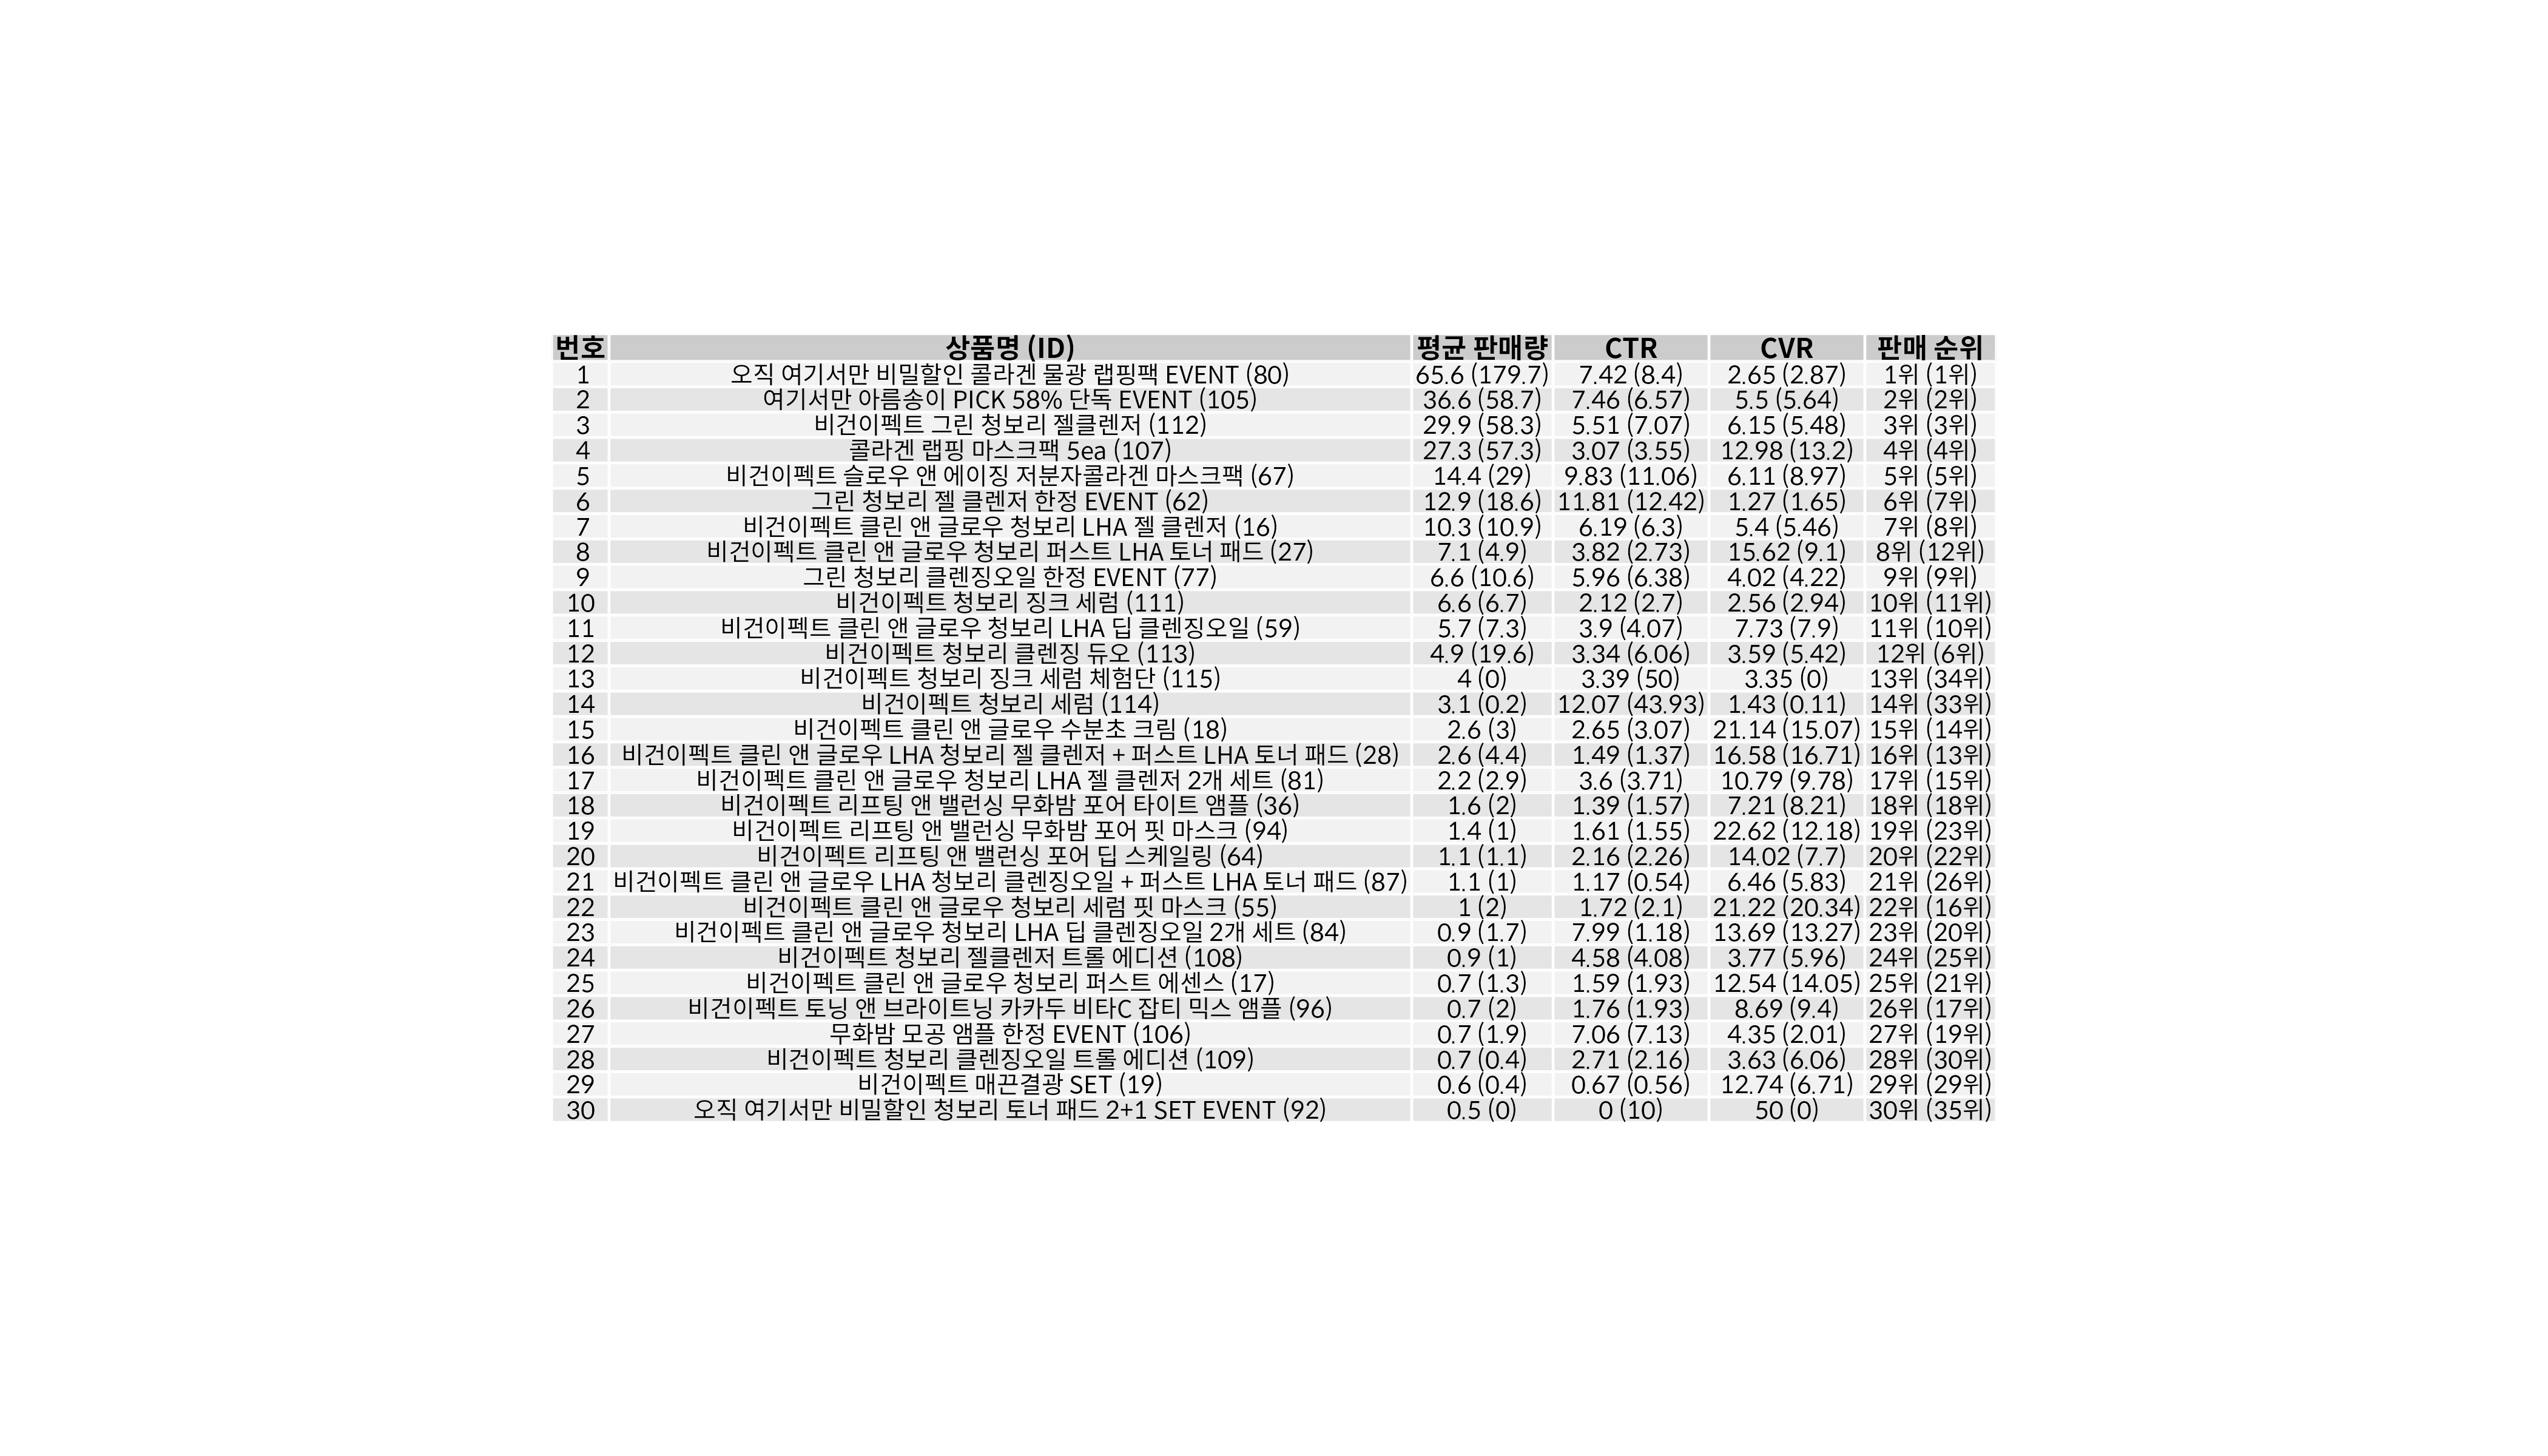 번호 상품명 (ID) 평균 판매량 CTR CVR 판매 순위
1 오직 여기서만 비밀할인 콜라겐 물광 랩핑팩 EVENT (80) 65.6 (179.7) 7.42 (8.4) 2.65 (2.87) 1위 (1위)
2 여기서만 아름송이 PICK 58% 단독 EVENT (105) 36.6 (58.7) 7.46 (6.57) 5.5 (5.64) 2위 (2위)
3 비건이펙트 그린 청보리 젤클렌저 (112) 29.9 (58.3) 5.51 (7.07) 6.15 (5.48) 3위 (3위)
4 콜라겐 랩핑 마스크팩 5ea (107) 27.3 (57.3) 3.07 (3.55) 12.98 (13.2) 4위 (4위)
5 비건이펙트 슬로우 앤 에이징 저분자콜라겐 마스크팩 (67) 14.4 (29) 9.83 (11.06) 6.11 (8.97) 5위 (5위)
6 그린 청보리 젤 클렌저 한정 EVENT (62) 12.9 (18.6) 11.81 (12.42) 1.27 (1.65) 6위 (7위)
7 비건이펙트 클린 앤 글로우 청보리 LHA 젤 클렌저 (16) 10.3 (10.9) 6.19 (6.3) 5.4 (5.46) 7위 (8위)
8 비건이펙트 클린 앤 글로우 청보리 퍼스트 LHA 토너 패드 (27) 7.1 (4.9) 3.82 (2.73) 15.62 (9.1) 8위 (12위)
9 그린 청보리 클렌징오일 한정 EVENT (77) 6.6 (10.6) 5.96 (6.38) 4.02 (4.22) 9위 (9위)
10 비건이펙트 청보리 징크 세럼 (111) 6.6 (6.7) 2.12 (2.7) 2.56 (2.94) 10위 (11위)
11 비건이펙트 클린 앤 글로우 청보리 LHA 딥 클렌징오일 (59) 5.7 (7.3) 3.9 (4.07) 7.73 (7.9) 11위 (10위)
12 비건이펙트 청보리 클렌징 듀오 (113) 4.9 (19.6) 3.34 (6.06) 3.59 (5.42) 12위 (6위)
13 비건이펙트 청보리 징크 세럼 체험단 (115) 4 (0) 3.39 (50) 3.35 (0) 13위 (34위)
14 비건이펙트 청보리 세럼 (114) 3.1 (0.2) 12.07 (43.93) 1.43 (0.11) 14위 (33위)
15 비건이펙트 클린 앤 글로우 수분초 크림 (18) 2.6 (3) 2.65 (3.07) 21.14 (15.07) 15위 (14위)
16 비건이펙트 클린 앤 글로우 LHA 청보리 젤 클렌저 + 퍼스트 LHA 토너 패드 (28) 2.6 (4.4) 1.49 (1.37) 16.58 (16.71) 16위 (13위)
17 비건이펙트 클린 앤 글로우 청보리 LHA 젤 클렌저 2개 세트 (81) 2.2 (2.9) 3.6 (3.71) 10.79 (9.78) 17위 (15위)
18 비건이펙트 리프팅 앤 밸런싱 무화밤 포어 타이트 앰플 (36) 1.6 (2) 1.39 (1.57) 7.21 (8.21) 18위 (18위)
19 비건이펙트 리프팅 앤 밸런싱 무화밤 포어 핏 마스크 (94) 1.4 (1) 1.61 (1.55) 22.62 (12.18) 19위 (23위)
20 비건이펙트 리프팅 앤 밸런싱 포어 딥 스케일링 (64) 1.1 (1.1) 2.16 (2.26) 14.02 (7.7) 20위 (22위)
21 비건이펙트 클린 앤 글로우 LHA 청보리 클렌징오일 + 퍼스트 LHA 토너 패드 (87) 1.1 (1) 1.17 (0.54) 6.46 (5.83) 21위 (26위)
22 비건이펙트 클린 앤 글로우 청보리 세럼 핏 마스크 (55) 1 (2) 1.72 (2.1) 21.22 (20.34) 22위 (16위)
23 비건이펙트 클린 앤 글로우 청보리 LHA 딥 클렌징오일 2개 세트 (84) 0.9 (1.7) 7.99 (1.18) 13.69 (13.27) 23위 (20위)
24 비건이펙트 청보리 젤클렌저 트롤 에디션 (108) 0.9 (1) 4.58 (4.08) 3.77 (5.96) 24위 (25위)
25 비건이펙트 클린 앤 글로우 청보리 퍼스트 에센스 (17) 0.7 (1.3) 1.59 (1.93) 12.54 (14.05) 25위 (21위)
26 비건이펙트 토닝 앤 브라이트닝 카카두 비타C 잡티 믹스 앰플 (96) 0.7 (2) 1.76 (1.93) 8.69 (9.4) 26위 (17위)
27 무화밤 모공 앰플 한정 EVENT (106) 0.7 (1.9) 7.06 (7.13) 4.35 (2.01) 27위 (19위)
28 비건이펙트 청보리 클렌징오일 트롤 에디션 (109) 0.7 (0.4) 2.71 (2.16) 3.63 (6.06) 28위 (30위)
29 비건이펙트 매끈결광 SET (19) 0.6 (0.4) 0.67 (0.56) 12.74 (6.71) 29위 (29위)
30 오직 여기서만 비밀할인 청보리 토너 패드 2+1 SET EVENT (92) 0.5 (0) 0 (10) 50 (0) 30위 (35위)